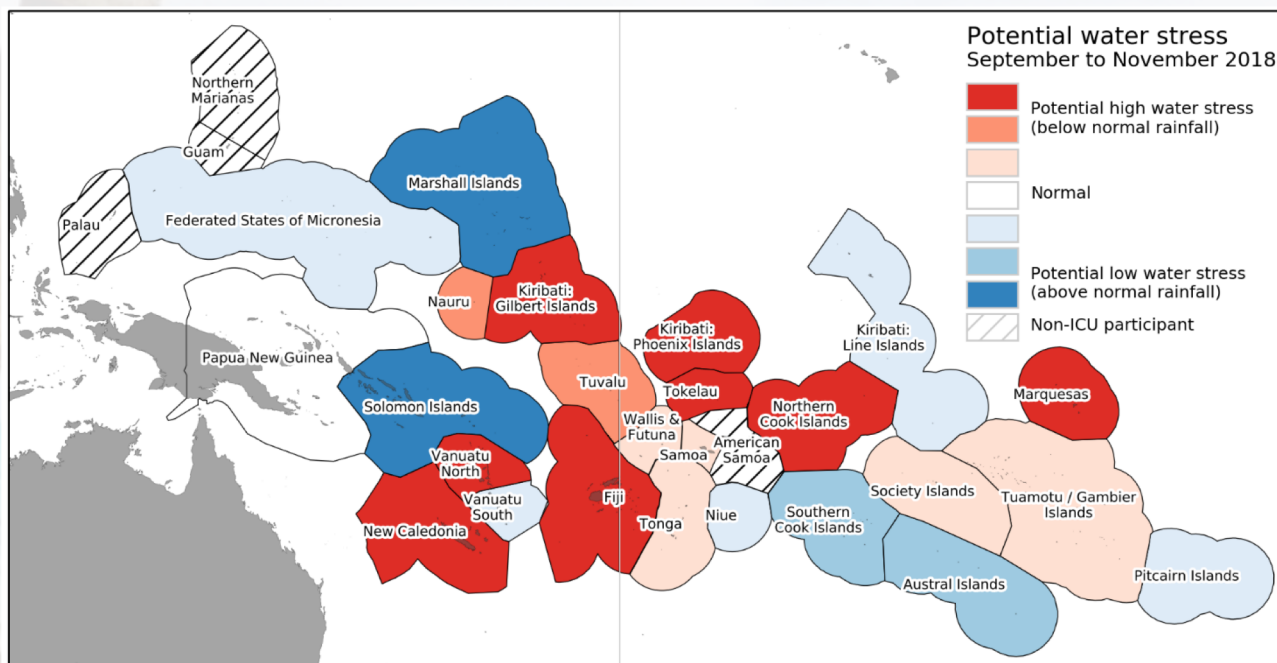 Potential water stress
September to November 2018
Potential high water stress
(below normal rainfall)
Normal
Potential low water stress
(above normal rainfall)
Non-ICU participant
Northern
Marianas
Guam
Palau
Federated States of Micronesia
Marshall Islands
Nauru
Kiribati:
Gilbert Islands
Papua New Guinea
Solomon Islands
Tuvalu
Kiribati:
Phoenix Islands
Tokelau
Kiribati:
Line Islands
Marquesas
Northern
Cook Islands
Wallis &
Futuna
Samoa
American
Samoa
Vanuatu
North
Vanuatu
South
New Caledonia
Fiji
Tonga
Niue
Southern
Cook Islands
Society Islands
Tuamotu / Gambier
Islands
Austral Islands
Pitcairn Islands